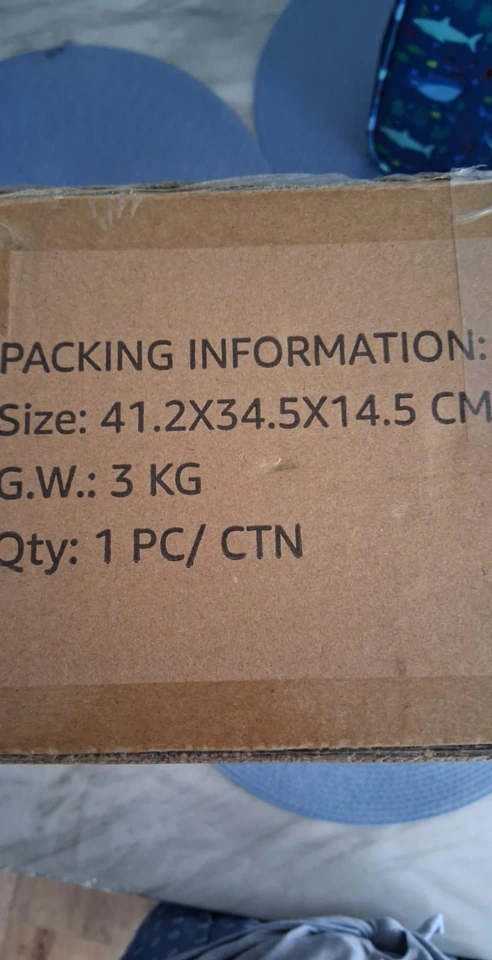 PACKING INFORMATION:
Size: 41.2X34.5X14.5 CM
G.W.: 3 KG
Qty: 1 PC/ CTN